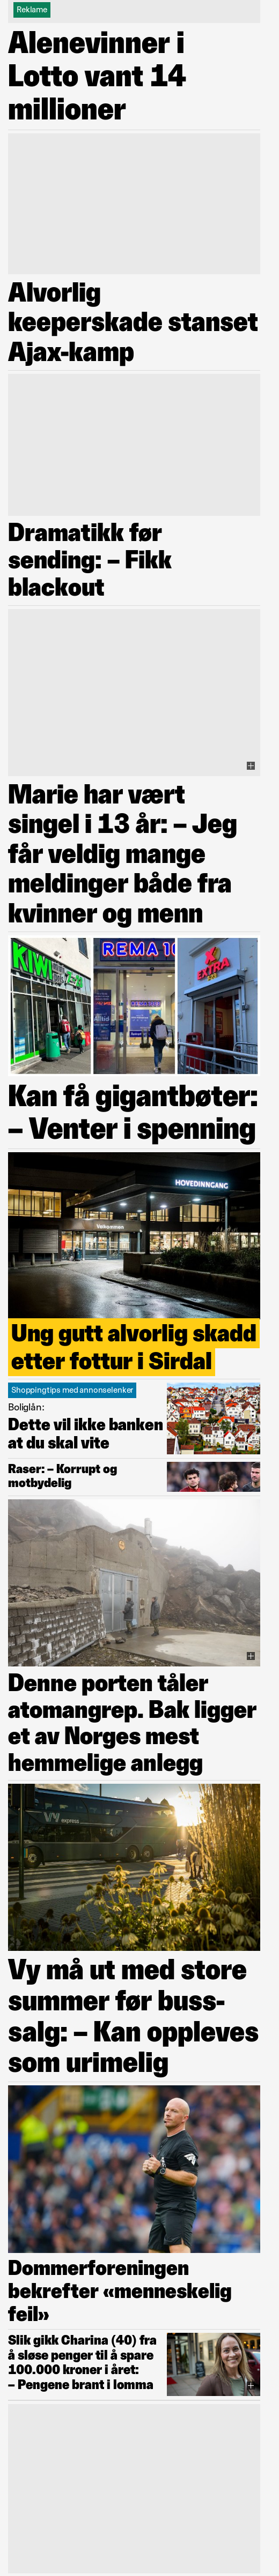 Reklame
Alenevinner i
Lotto vant 14
millioner
Alvorlig
keeperskade stanset
Ajax-kamp
Dramatikk før
sending: – Fikk
blackout
Marie har vært
singel i 13 år: – Jeg
får veldig mange
meldinger både fra
kvinner og menn
KIWI
REMA 10
X
EXTRA
Kan få gigantbøter:
– Venter i spenning
HOVEDINNGANG
Velkommen
Ung gutt alvorlig skadd
etter fottur i Sirdal
Shoppingtips med annonselenker
Boliglån:
Dette vil ikke banken
at du skal vite
Raser: – Korrupt og
motbydelig
Denne porten tåler
atomangrep. Bak ligger
et av Norges mest
hemmelige anlegg
VY express
Vy må ut med store
summer før buss-
salg: – Kan oppleves
som urimelig
Dommerforeningen
bekrefter «menneskelig
feil»
Slik gikk Charina (40) fra
å sløse penger til å spare
100.000 kroner i året:
– Pengene brant i lomma